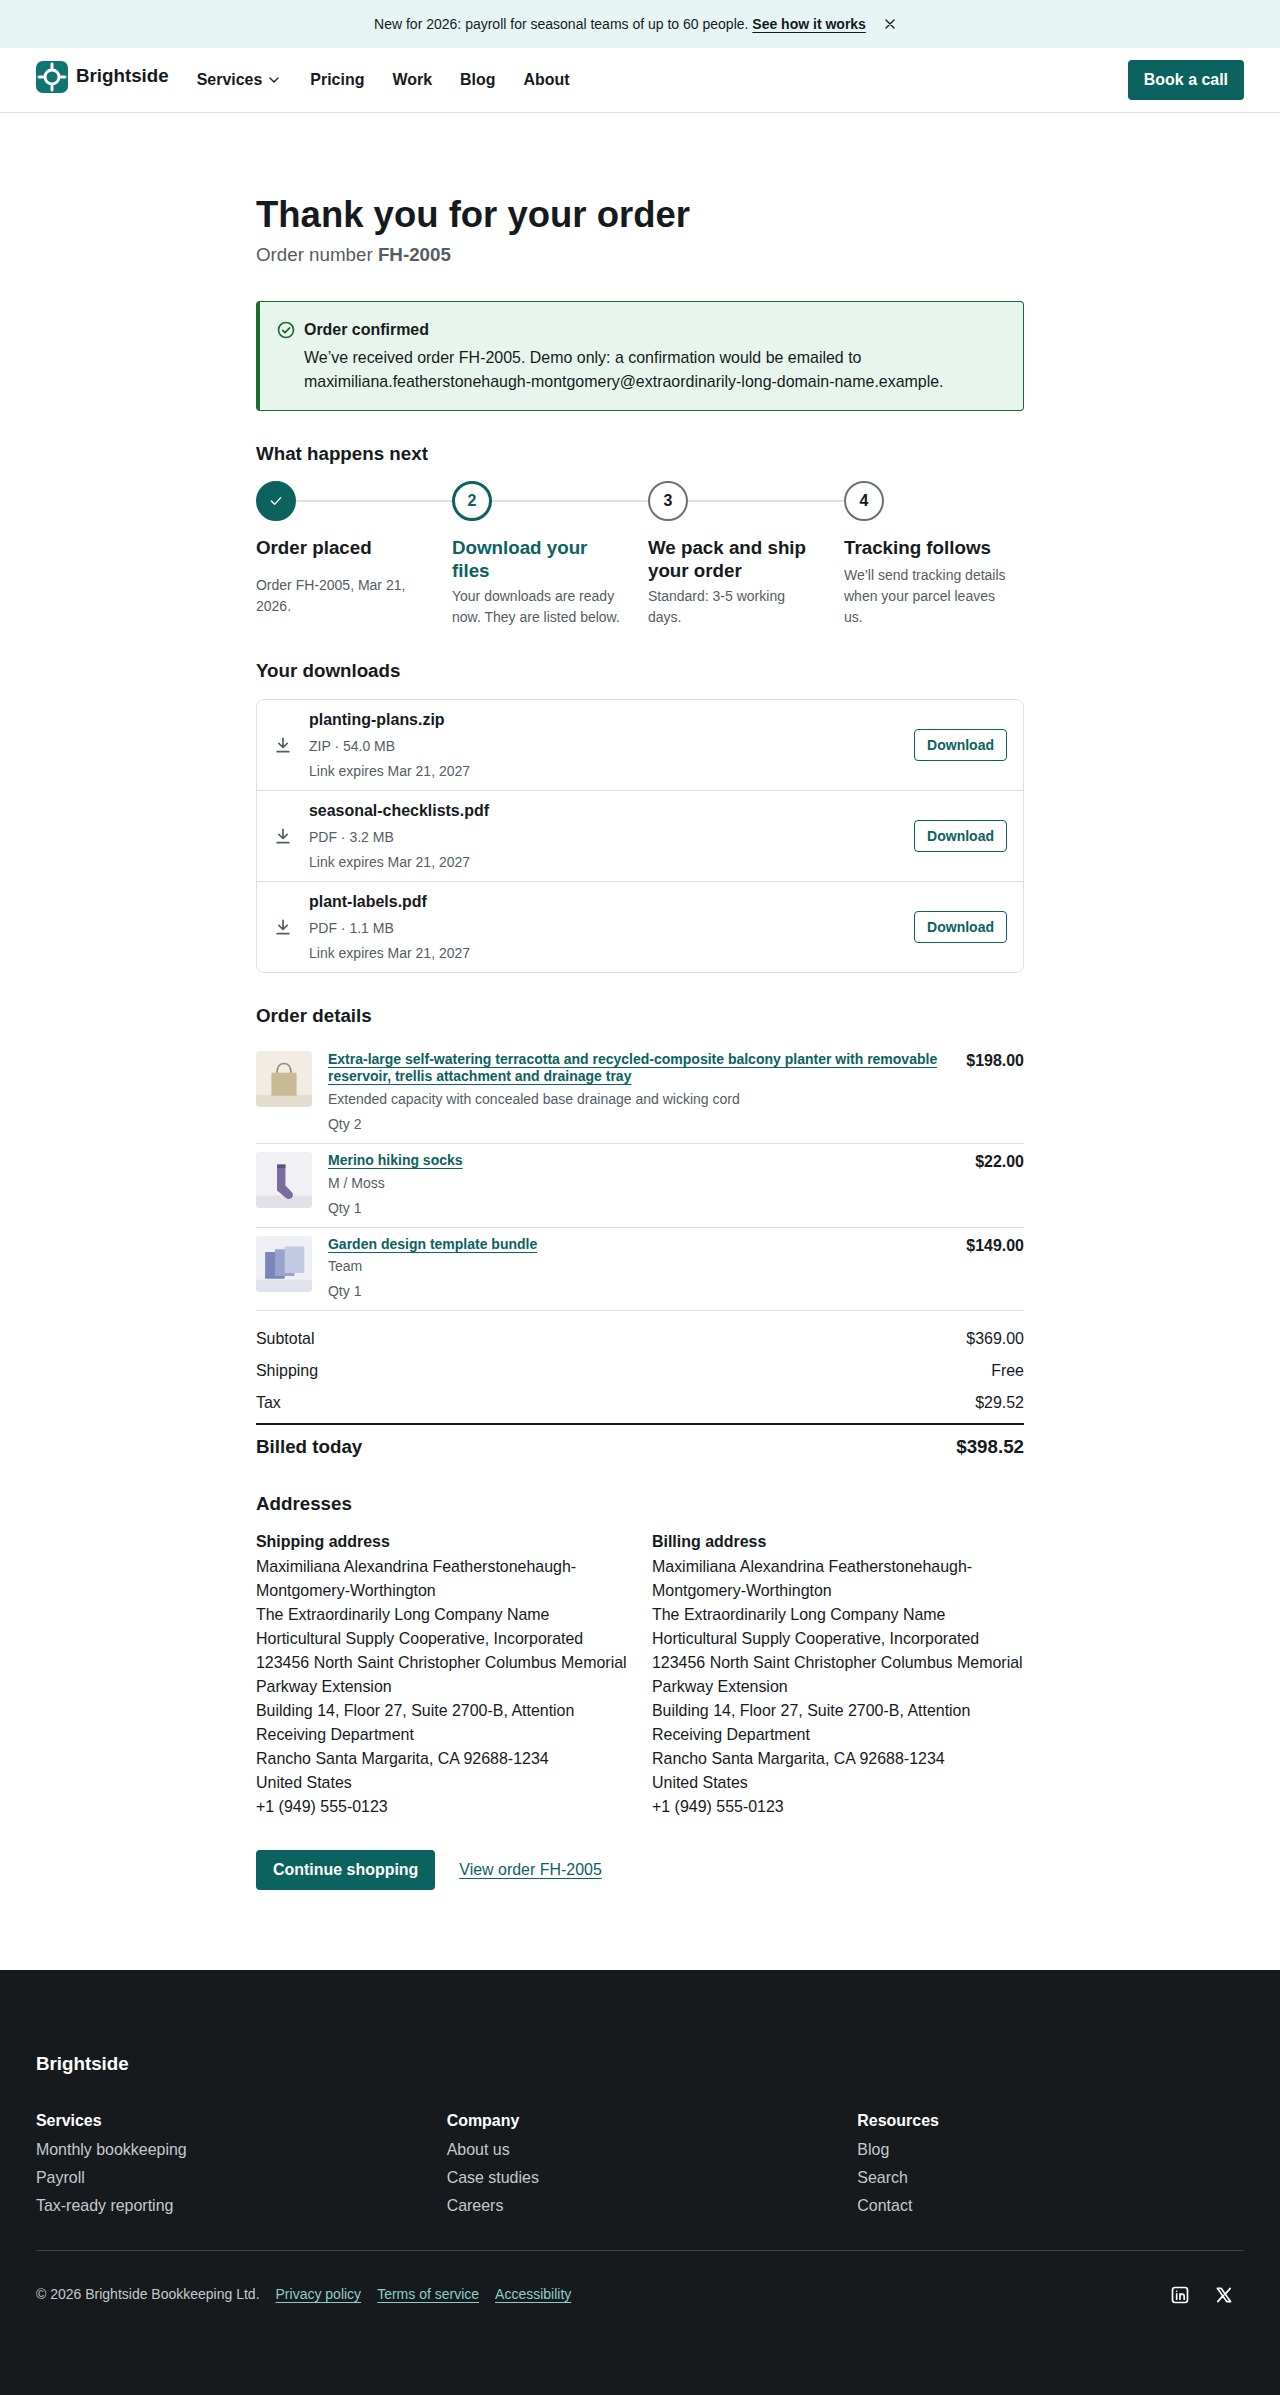 New for 2026: payroll for seasonal teams of up to 60 people. See how it works
Brightside
Services
Pricing
Work
Blog
About
Book a call
Thank you for your order
Order number FH-2005
Order confirmed
We’ve received order FH-2005. Demo only: a confirmation would be emailed to
maximiliana.featherstonehaugh-montgomery@extraordinarily-long-domain-name.example.
What happens next
2
3
4
Order placed
Order FH-2005, Mar 21,
2026.
Download your
files
Your downloads are ready
now. They are listed below.
We pack and ship
your order
Standard: 3-5 working
days.
Tracking follows
We’ll send tracking details
when your parcel leaves
us.
Your downloads
planting-plans.zip
ZIP · 54.0 MB
Link expires Mar 21, 2027
Download
seasonal-checklists.pdf
PDF · 3.2 MB
Link expires Mar 21, 2027
Download
plant-labels.pdf
PDF · 1.1 MB
Link expires Mar 21, 2027
Download
Order details
Extra-large self-watering terracotta and recycled-composite balcony planter with removable
reservoir, trellis attachment and drainage tray
$198.00
Extended capacity with concealed base drainage and wicking cord
Qty 2
Merino hiking socks
$22.00
M / Moss
Qty 1
Garden design template bundle
$149.00
Team
Qty 1
Subtotal
$369.00
Shipping
Free
Tax
$29.52
Billed today
$398.52
Addresses
Shipping address
Maximiliana Alexandrina Featherstonehaugh-
Montgomery-Worthington
The Extraordinarily Long Company Name
Horticultural Supply Cooperative, Incorporated
123456 North Saint Christopher Columbus Memorial
Parkway Extension
Building 14, Floor 27, Suite 2700-B, Attention
Receiving Department
Rancho Santa Margarita, CA 92688-1234
United States
+1 (949) 555-0123
Billing address
Maximiliana Alexandrina Featherstonehaugh-
Montgomery-Worthington
The Extraordinarily Long Company Name
Horticultural Supply Cooperative, Incorporated
123456 North Saint Christopher Columbus Memorial
Parkway Extension
Building 14, Floor 27, Suite 2700-B, Attention
Receiving Department
Rancho Santa Margarita, CA 92688-1234
United States
+1 (949) 555-0123
Continue shopping
View order FH-2005
Brightside
Services
Monthly bookkeeping
Payroll
Tax-ready reporting
Company
About us
Case studies
Careers
Resources
Blog
Search
Contact
© 2026 Brightside Bookkeeping Ltd.
Privacy policy
Terms of service
Accessibility